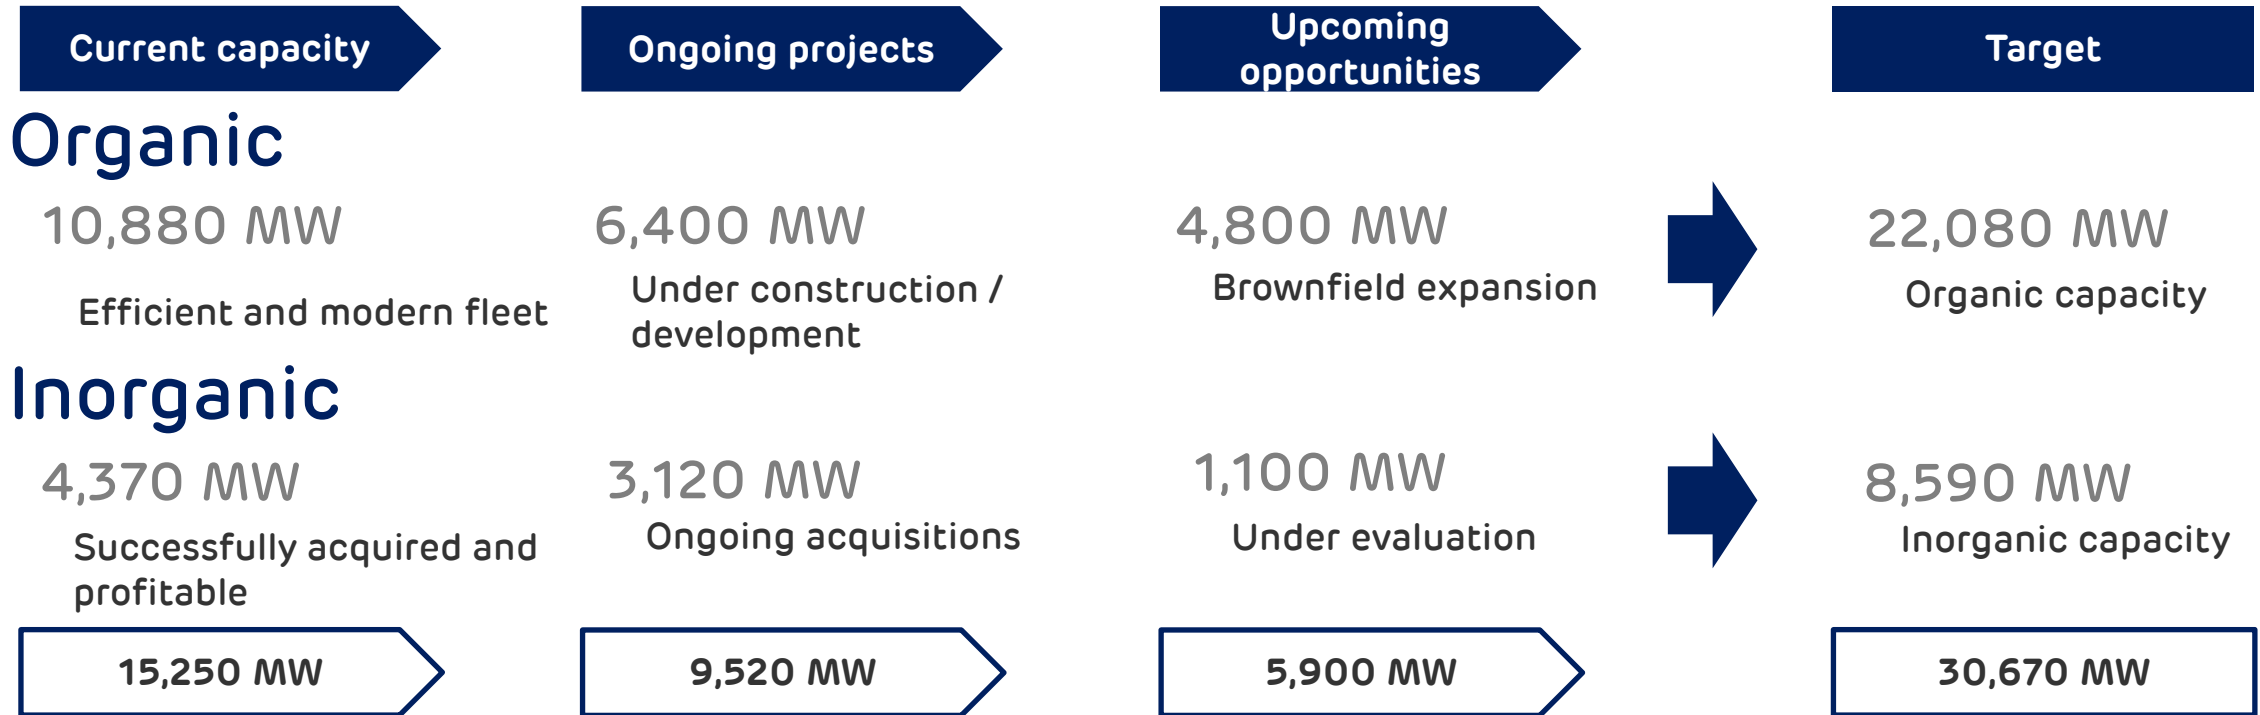 Current capacity
Ongoing projects
Upcoming
opportunities
Target
Organic
10,880 MW
6,400 MW
4,800 MW
22,080 MW
Efficient and modern fleet
Under construction /
development
Brownfield expansion
Organic capacity
Inorganic
4,370 MW
3,120 MW
1,100 MW
8,590 MW
Successfully acquired and
profitable
Ongoing acquisitions
Under evaluation
Inorganic capacity
15,250 MW
9,520 MW
5,900 MW
30,670 MW